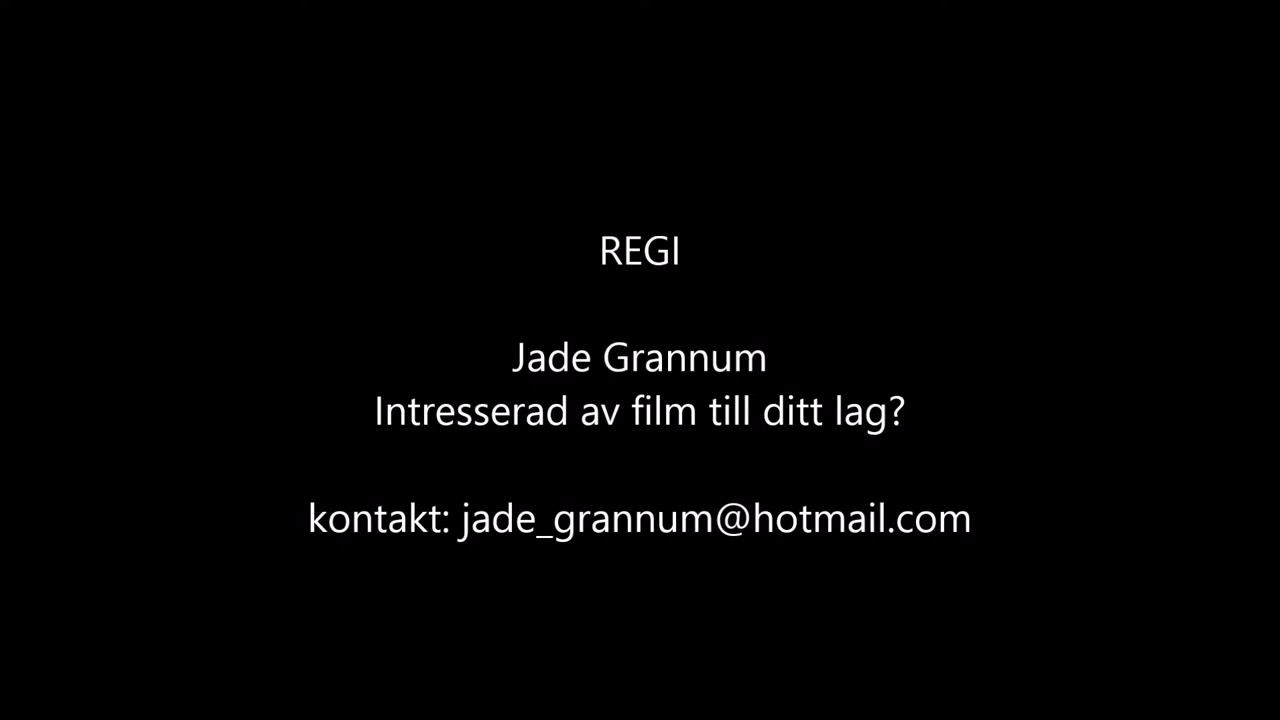 REGI
Jade Grannum
Intresserad av film till ditt lag?
kontakt: jade_grannum@hotmail.com